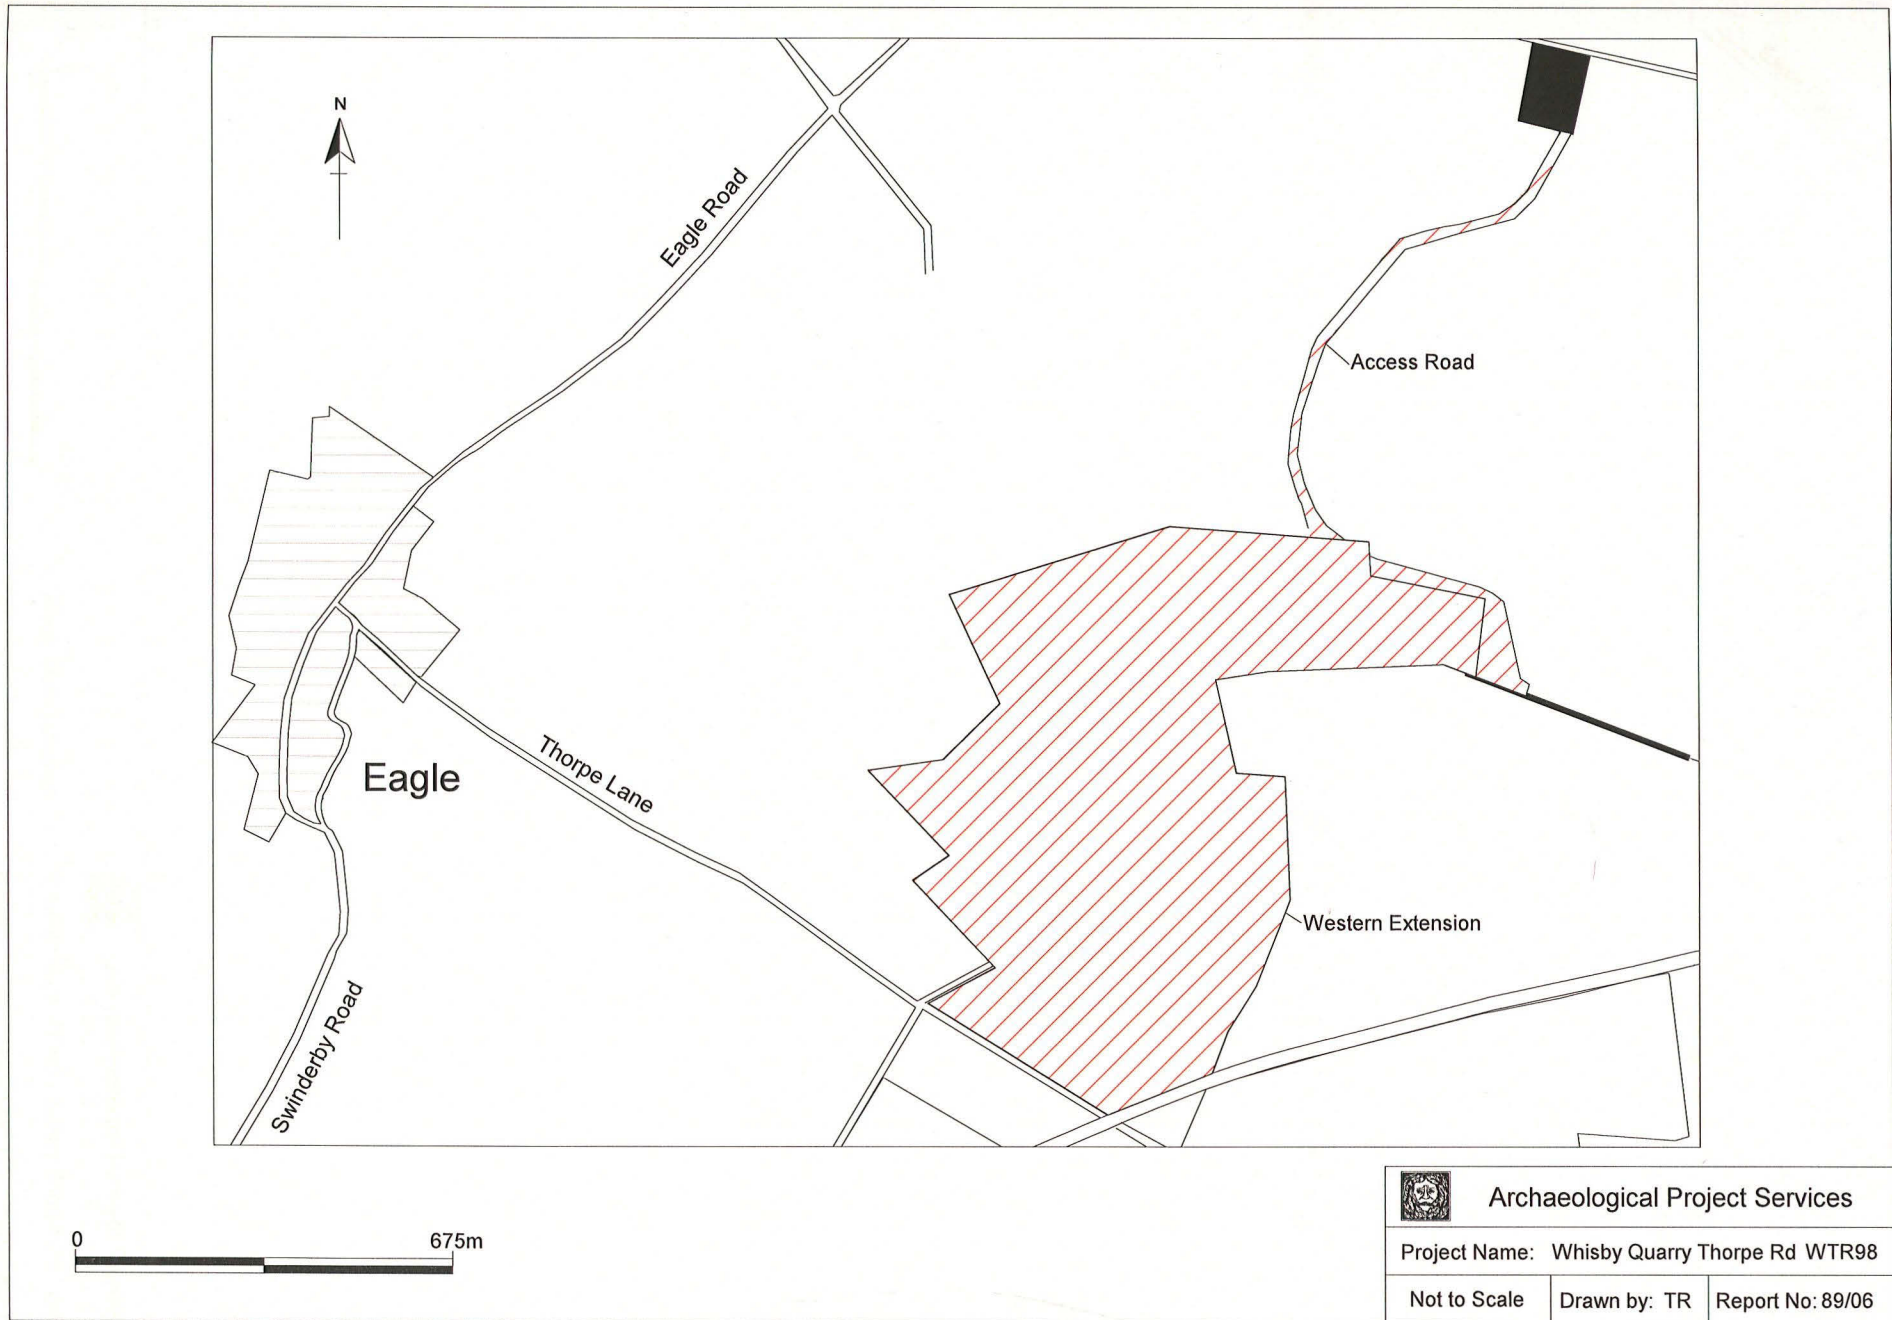 N
Eagle Road
Access Road
Thorpe Lane
Eagle
Western Extension
Swinderby Road
0 675m
Archaeological Project Services
Project Name: Whisby Quarry Thorpe Rd WTR98
Not to Scale Drawn by: TR Report No: 89/06